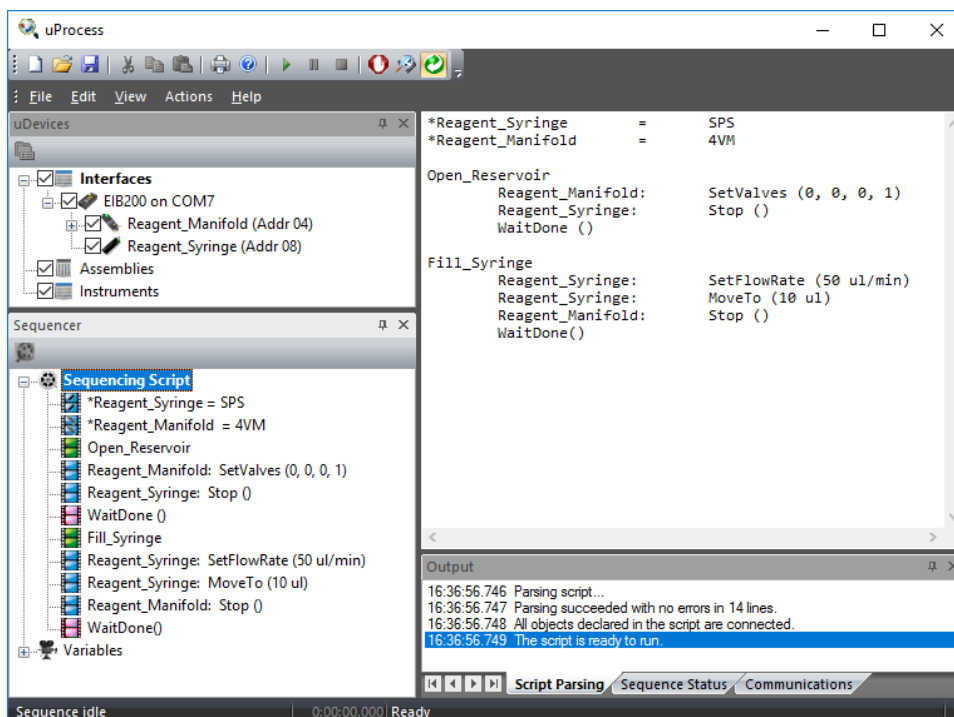 uProcess
File Edit View Actions Help
uDevices
Interfaces
EIB200 on COM7
Reagent_Manifold (Addr 04)
Reagent_Syringe (Addr 08)
Assemblies
Instruments
Sequencer
Sequencing Script
*Reagent_Syringe = SPS
*Reagent_Manifold = 4VM
Open_Reservoir
Reagent_Manifold: SetValves (0, 0, 0, 1)
Reagent_Syringe: Stop ()
WaitDone ()
Fill_Syringe
Reagent_Syringe: SetFlowRate (50 ul/min)
Reagent_Syringe: MoveTo (10 ul)
Reagent_Manifold: Stop ()
WaitDone()
Variables
*Reagent_Syringe = SPS
*Reagent_Manifold = 4VM
Open_Reservoir
Reagent_Manifold: SetValves (0, 0, 0, 1)
Reagent_Syringe: Stop ()
WaitDone ()
Fill_Syringe
Reagent_Syringe: SetFlowRate (50 ul/min)
Reagent_Syringe: MoveTo (10 ul)
Reagent_Manifold: Stop ()
WaitDone()
Output
16:36:56.746 Parsing script...
16:36:56.747 Parsing succeeded with no errors in 14 lines.
16:36:56.748 All objects declared in the script are connected.
16:36:56.749 The script is ready to run.
Script Parsing Sequence Status Communications
Sequence idle 0:00:00.000 Ready